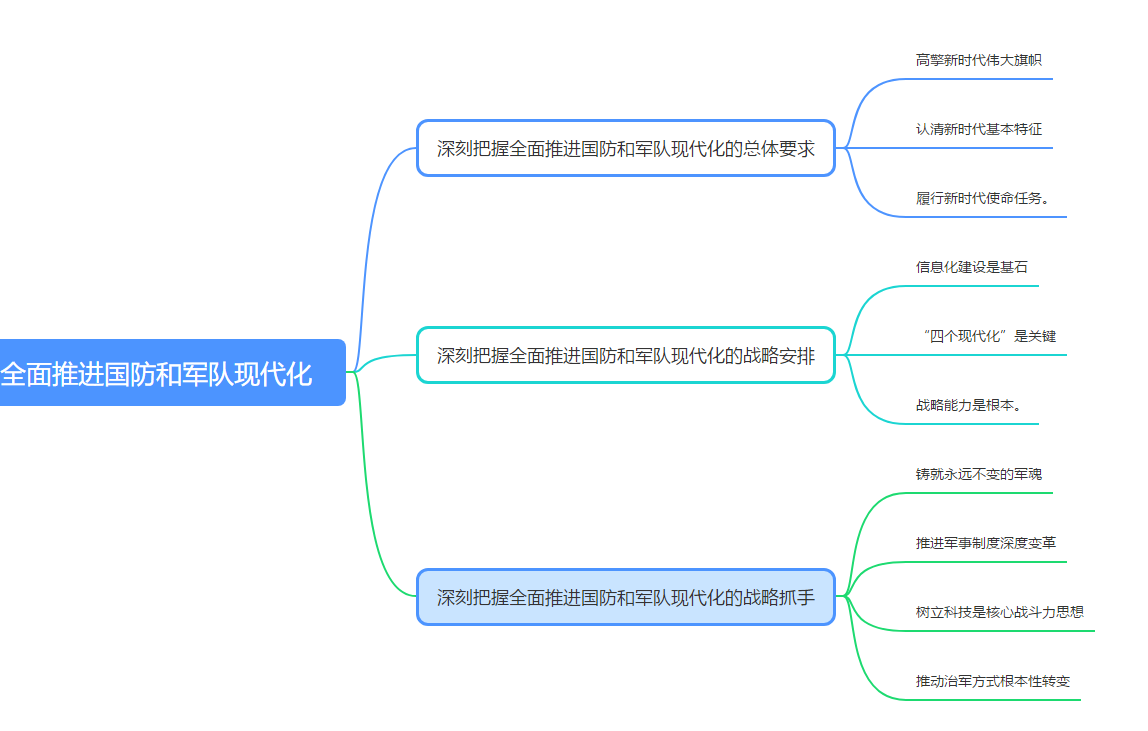 全面推进国防和军队现代化
深刻把握全面推进国防和军队现代化的总体要求
高擎新时代伟大旗帜
认清新时代基本特征
履行新时代使命任务。
深刻把握全面推进国防和军队现代化的战略安排
信息化建设是基石
“四个现代化”是关键
战略能力是根本。
深刻把握全面推进国防和军队现代化的战略抓手
铸就永远不变的军魂
推进军事制度深度变革
树立科技是核心战斗力思想
推动治军方式根本性转变